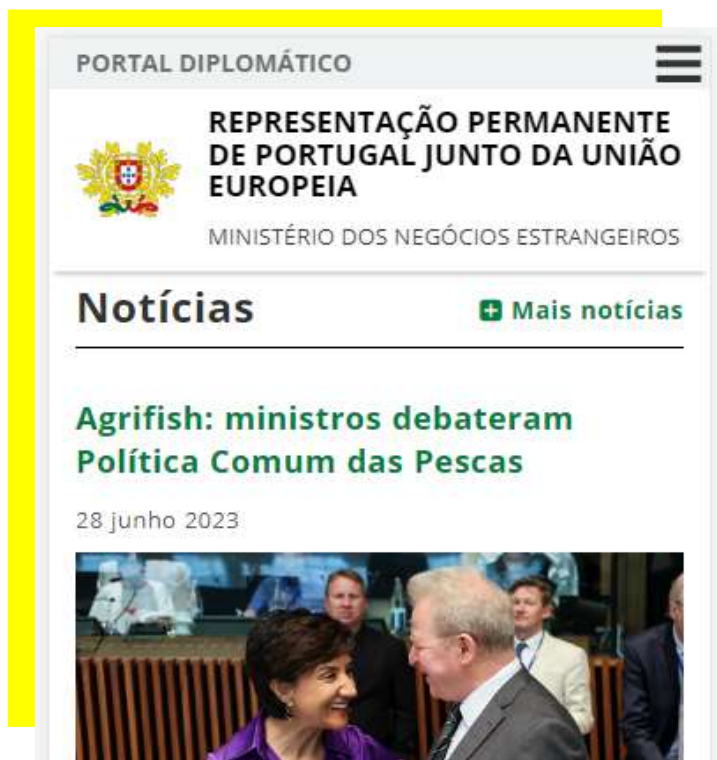 PORTAL DIPLOMÁTICO
REPRESENTAÇÃO PERMANENTE
DE PORTUGAL JUNTO DA UNIÃO
EUROPEIA
MINISTÉRIO DOS NEGÓCIOS ESTRANGEIROS
Notícias
Mais notícias
Agrifish: ministros debateram
Política Comum das Pescas
28 junho 2023